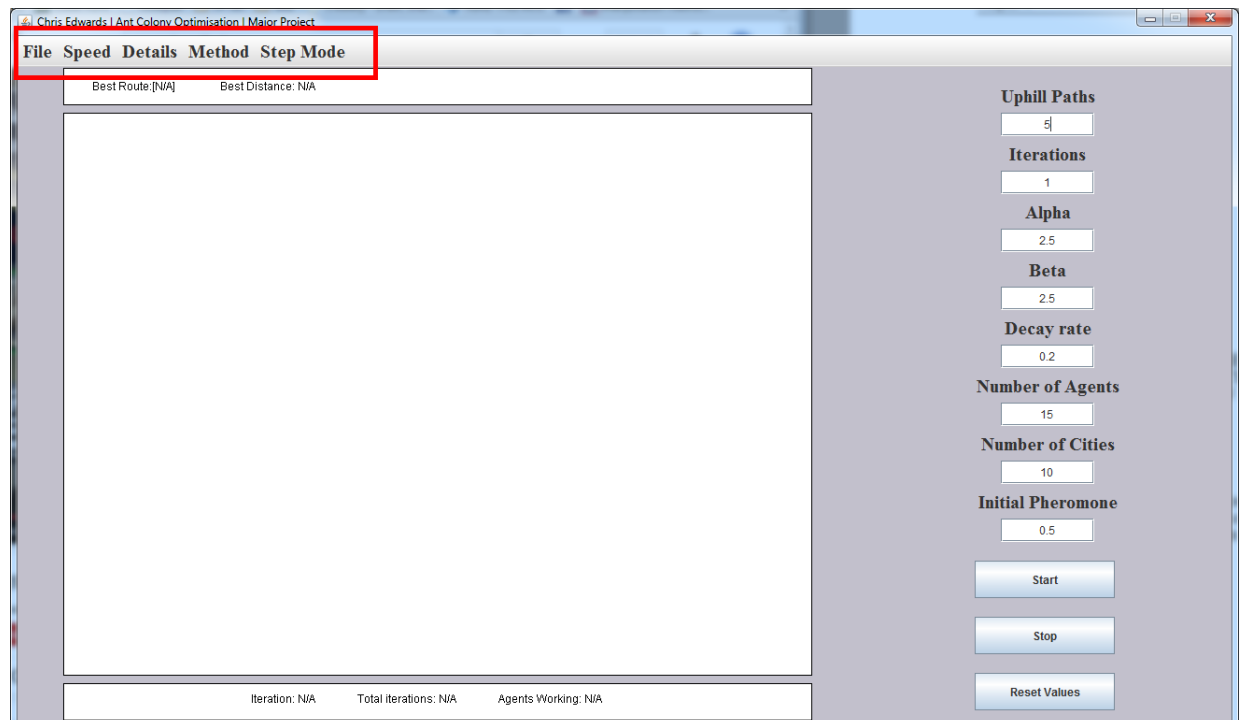 Chris Edwards | Ant Colony Optimisation | Major Project
File Speed Details Method Step Mode
Best Route:[N/A] Best Distance: N/A
Uphill Paths
5
Iterations
1
Alpha
2.5
Beta
2.5
Decay rate
0.2
Number of Agents
15
Number of Cities
10
Initial Pheromone
0.5
Start
Stop
Reset Values
Iteration: N/A Total iterations: N/A Agents Working: N/A